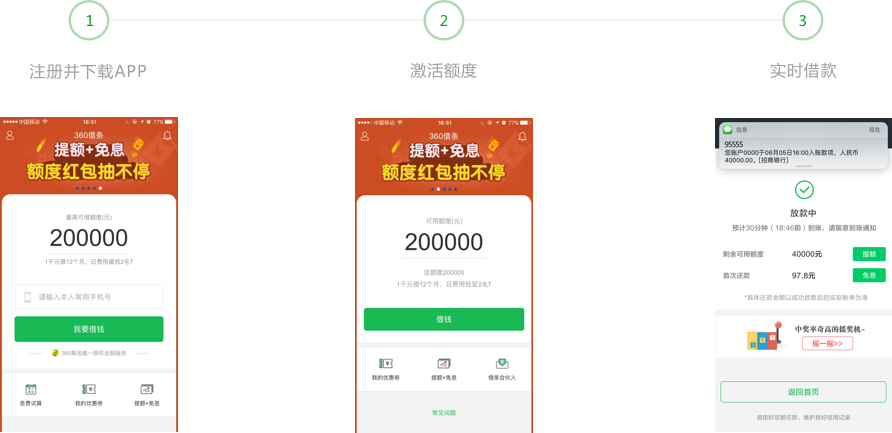 1
2
3
注册并下载APP
激活额度
实时借款
中国移动
16:51
77%
360借条
提额+免息
额度红包抽不停
最高可借额度(元)
200000
1千元借12个月，日费用最低2毛7
请输入本人常用手机号
我要借钱
360集团唯一授权金融服务
息费试算
我的优惠券
提额+免息
中国移动
16:51
77%
360借条
提额+免息
额度红包抽不停
可用额度(元)
200000
总额度200000
1千元借12个月，日费用低至2毛7
借钱
我的优惠券
提额+免息
借条合伙人
常见问题
信息
现在
95555
您账户0000于06月05日16:00入账款项，人民币
40000.00。[招商银行]
放款中
预计30分钟（18:46前）到账、请留意到账通知
剩余可用额度
40000元
提额
首次还款
97.8元
免息
*具体还款金额以成功放款后的实际账单为准
中奖率奇高的摇奖机~
摇一摇>>
返回首页
请按时足额还款、维护良好信用记录